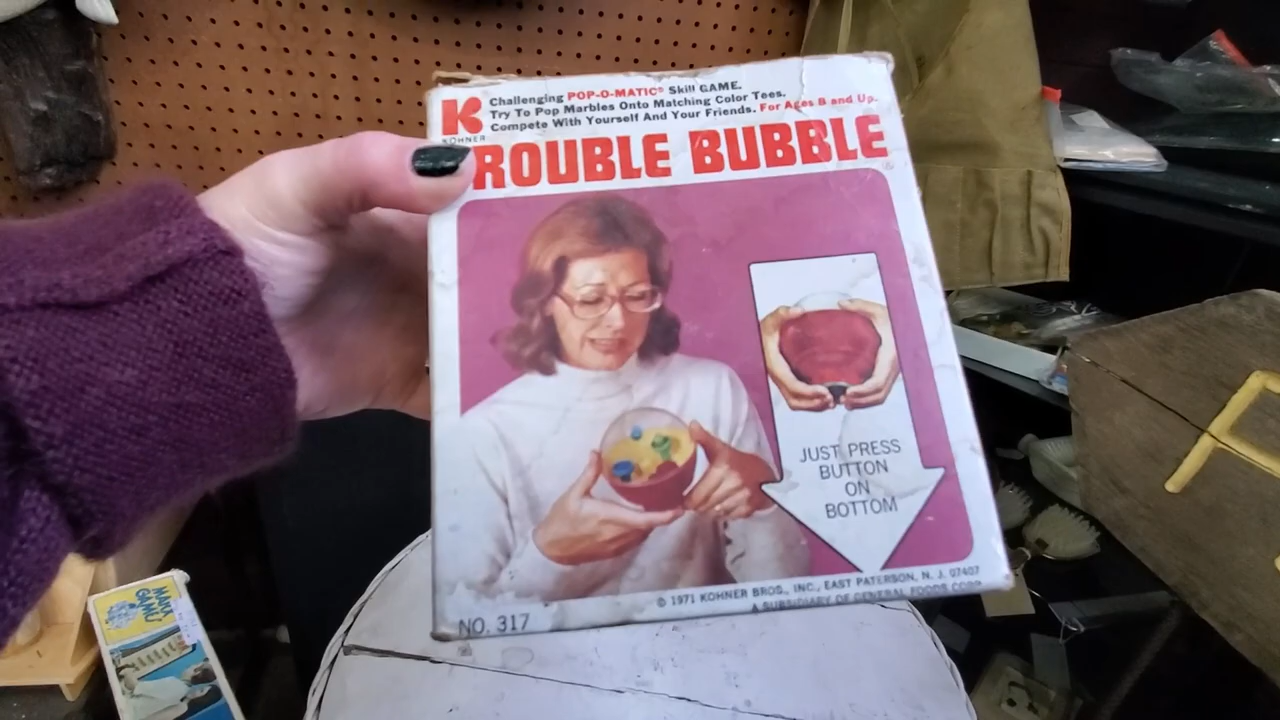 Challenging POP-O-MATIC® Skill GAME.
Try To Pop Marbles Onto Matching Color Tees.
Compete With Yourself And Your Friends. For Ages 8 and Up.
K
KOHNER
ROUBLE BUBBLE
JUST PRESS
BUTTON
ON
BOTTOM
© 1971 KOHNER BROS., INC., EAST PATERSON, N. J. 07407
A SUBSIDIARY OF GENERAL FOODS CORP.
NO. 317